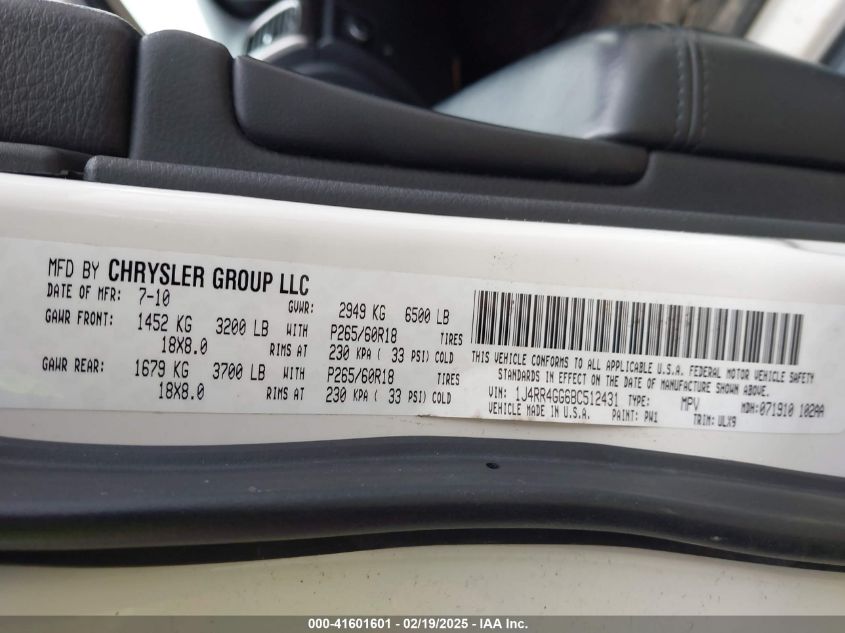 MFD BY CHRYSLER GROUP LLC
DATE OF MFR: 7-10 GVWR: 2949 KG 6500 LB
GAWR FRONT: 1452 KG 3200 LB WITH P265/60R18 TIRES
18X8.0 RIMS AT 230 KPA ( 33 PSI) COLD
GAWR REAR: 1679 KG 3700 LB WITH P265/60R18 TIRES
18X8.0 RIMS AT 230 KPA ( 33 PSI) COLD
THIS VEHICLE CONFORMS TO ALL APPLICABLE U.S.A. FEDERAL MOTOR VEHICLE SAFETY
STANDARDS IN EFFECT ON THE DATE OF MANUFACTURE SHOWN ABOVE.
VIN: 1J4RR4GG6BC512431 TYPE: MPV MDH:071910 102AA
VEHICLE MADE IN U.S.A. PAINT: PW1 TRIM: ULX9
000-41601601 - 02/19/2025 - IAA Inc.